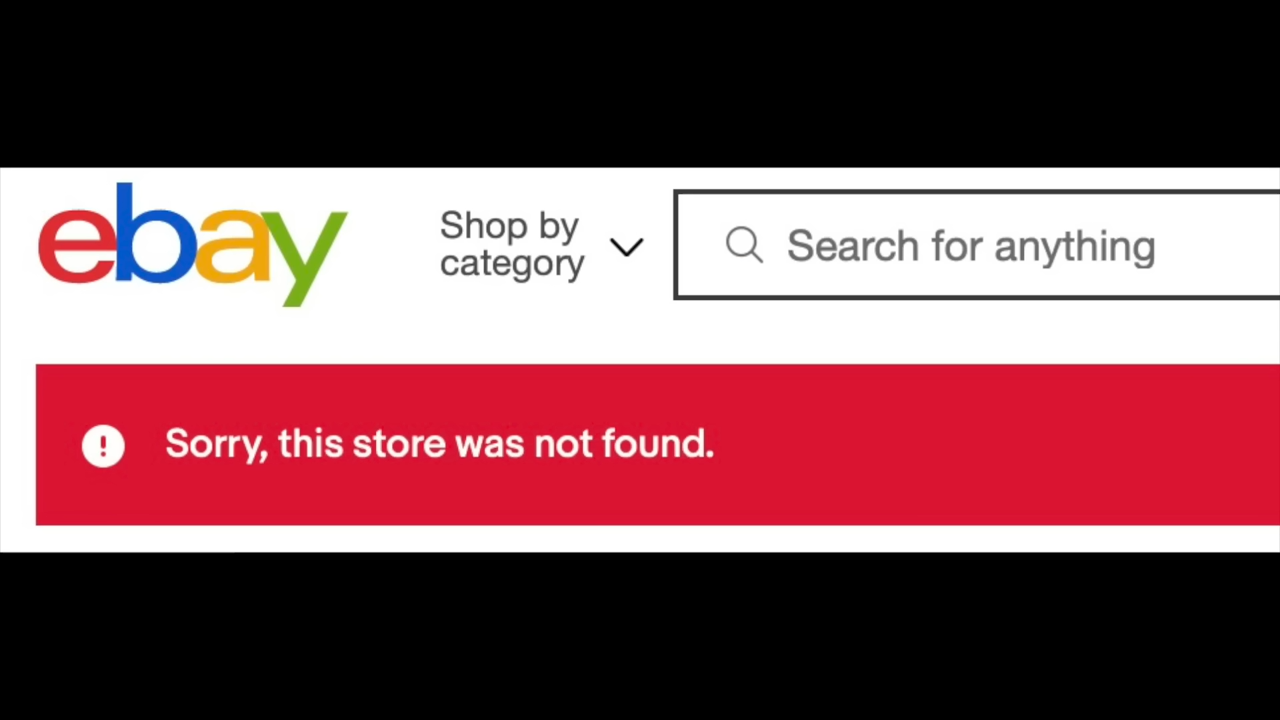 ebay
Shop by
category
Search for anything
Sorry, this store was not found.